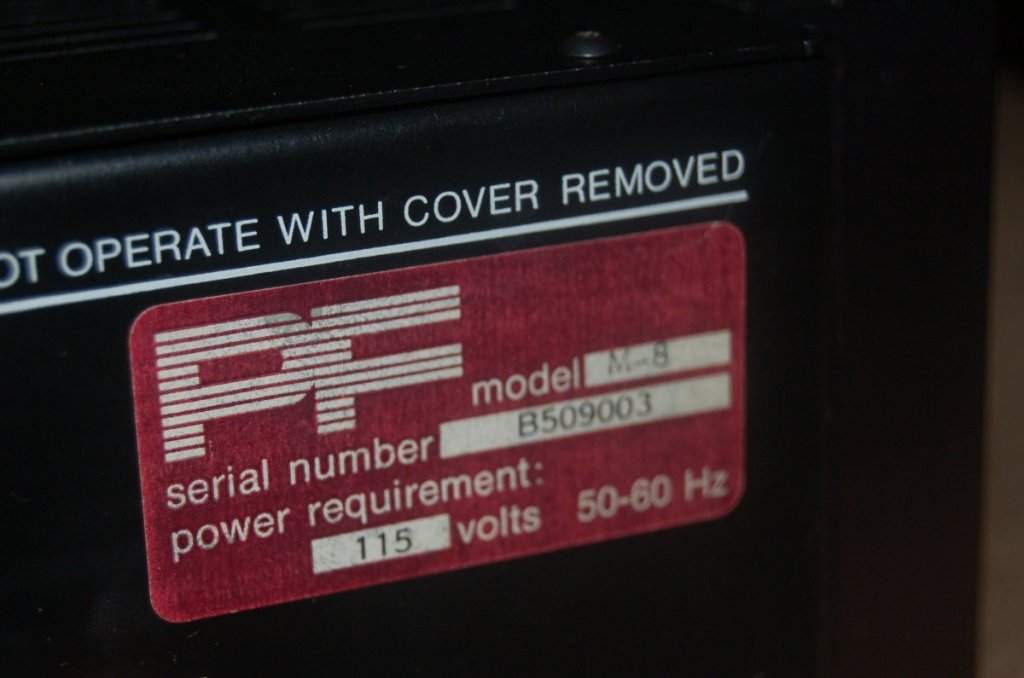 OT OPERATE WITH COVER REMOVED
PF
model M-8
serial number B509003
power requirement:
115 volts 50-60 Hz